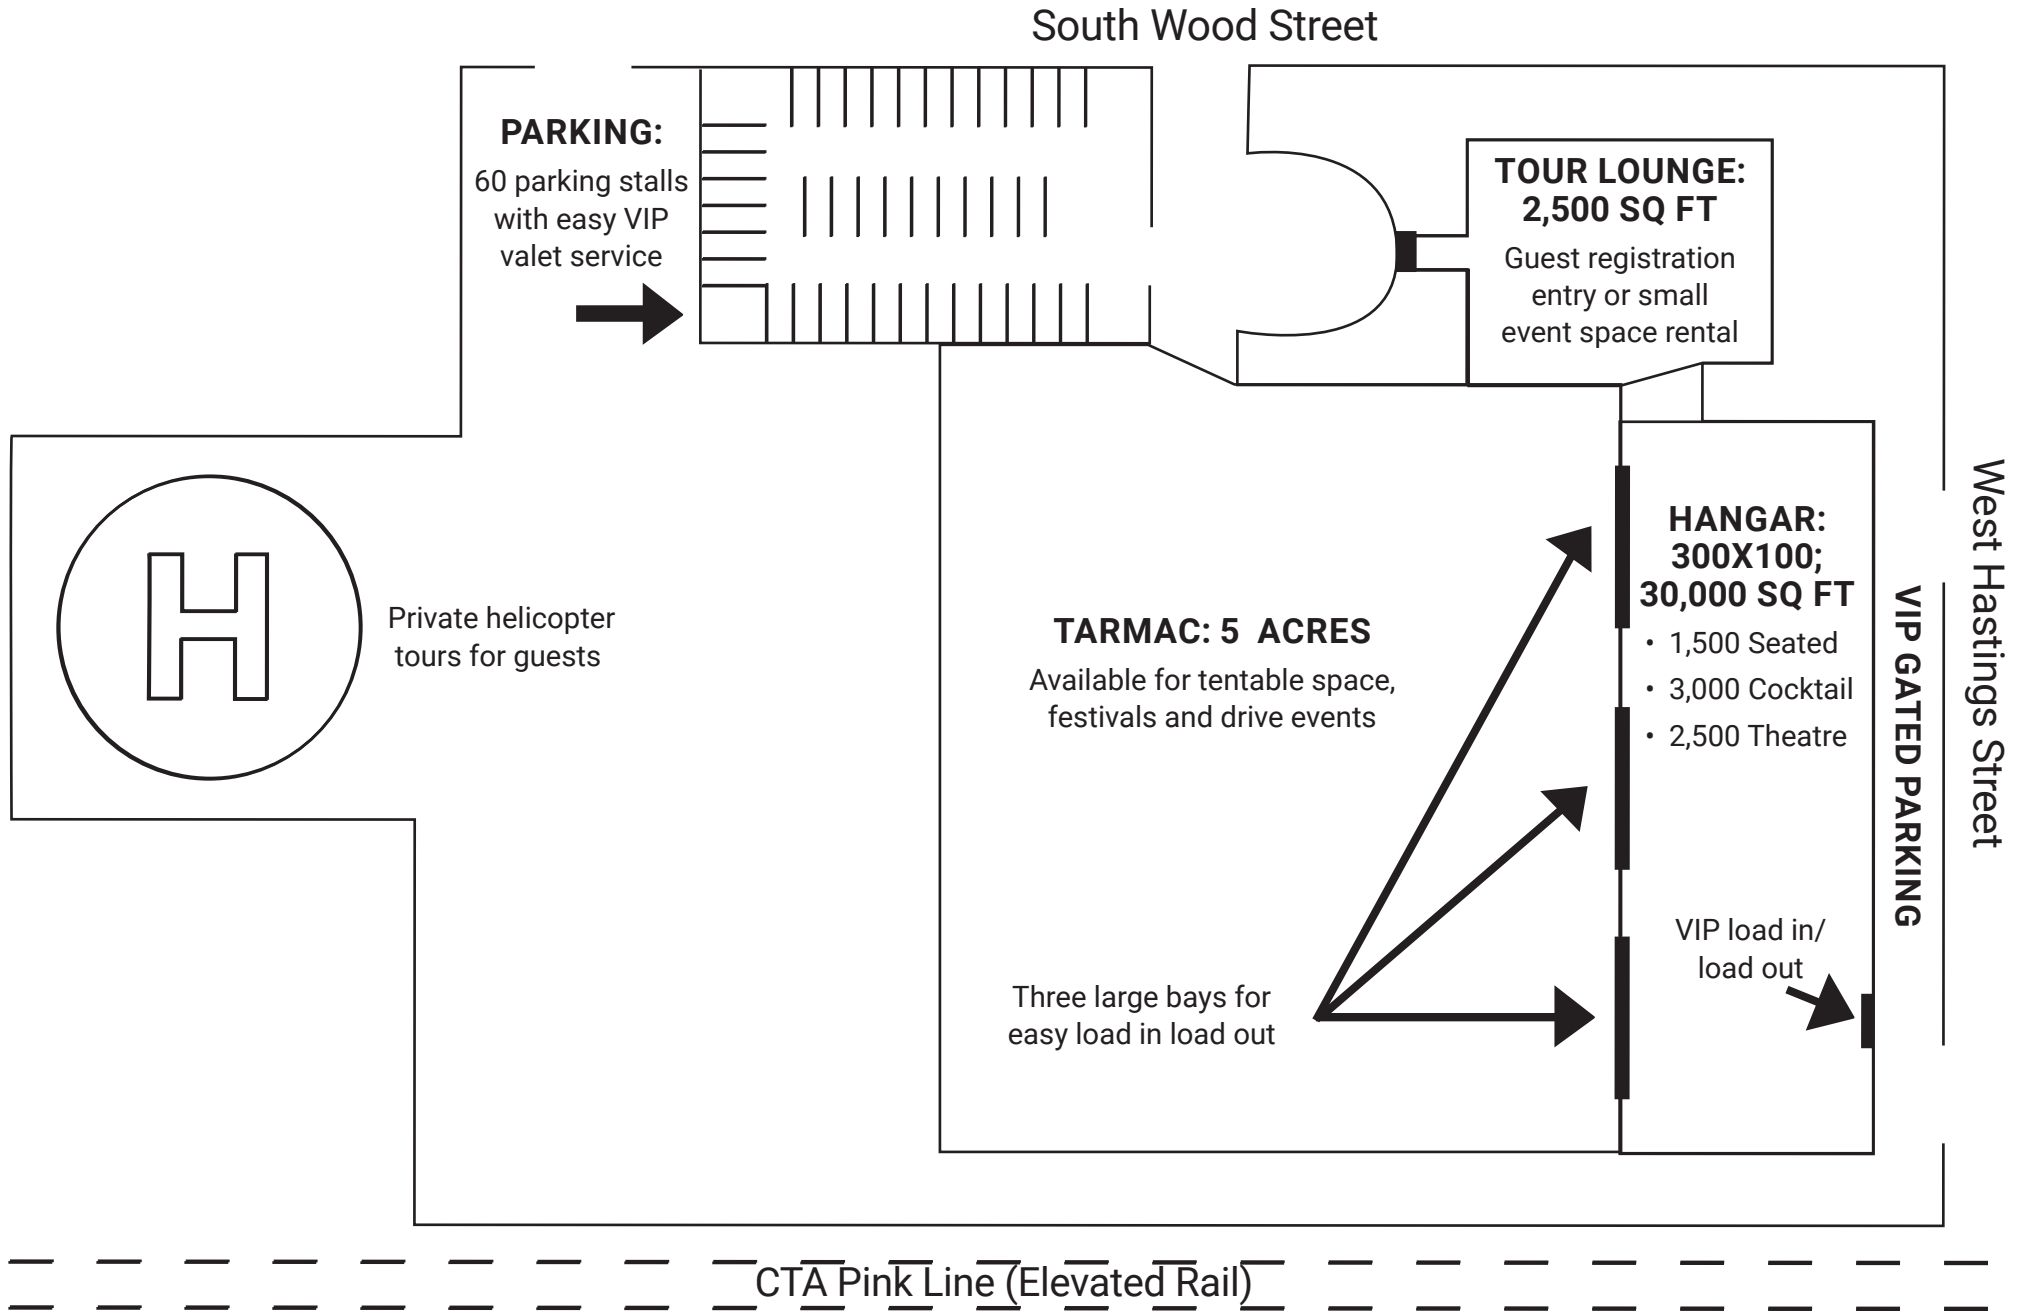 South Wood Street
PARKING:
60 parking stalls
with easy VIP
valet service
TOUR LOUNGE:
2,500 SQ FT
Guest registration
entry or small
event space rental
H
Private helicopter
tours for guests
TARMAC: 5 ACRES
Available for tentable space,
festivals and drive events
Three large bays for
easy load in load out
HANGAR:
300X100;
30,000 SQ FT
• 1,500 Seated
• 3,000 Cocktail
• 2,500 Theatre
VIP load in/
load out
VIP GATED PARKING
West Hastings Street
CTA Pink Line (Elevated Rail)